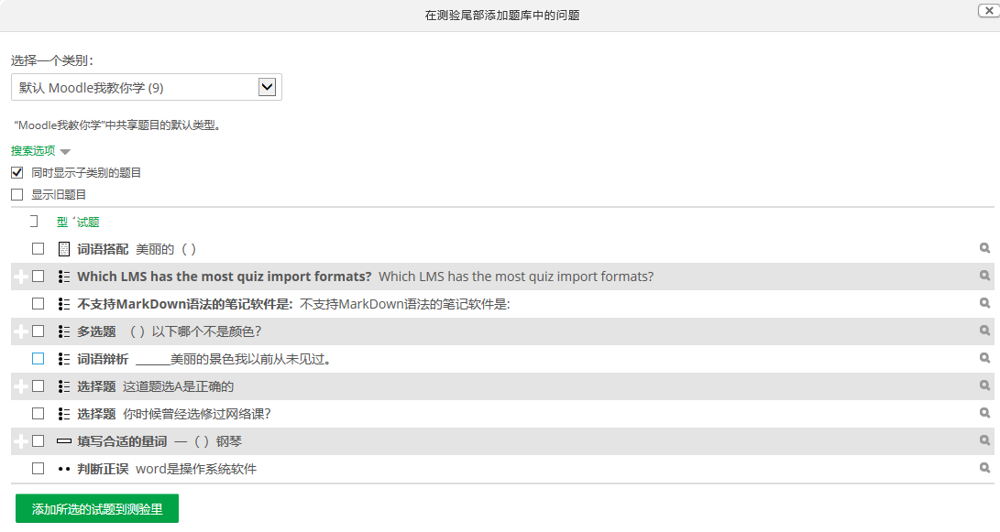 在测验尾部添加题库中的问题
选择一个类别：
默认 Moodle我教你学 (9)
“Moodle我教你学”中共享题目的默认类型。
搜索选项
同时显示子类别的题目
显示旧题目
型 ˆ试题
词语搭配 美丽的（ ）
Which LMS has the most quiz import formats? Which LMS has the most quiz import formats?
不支持MarkDown语法的笔记软件是: 不支持MarkDown语法的笔记软件是:
多选题 （ ）以下哪个不是颜色？
词语辩析 ______美丽的景色我以前从未见过。
选择题 这道题选A是正确的
选择题 你时候曾经选修过网络课？
填写合适的量词 一（ ）钢琴
判断正误 word是操作系统软件
添加所选的试题到测验里